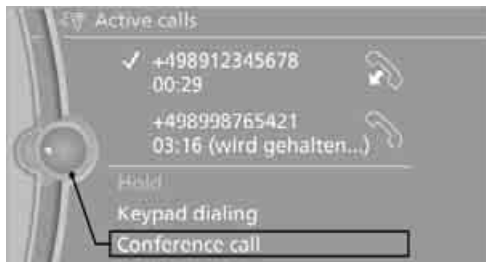 Active calls
+498912345678
00:29
+498998765421
03:16 (wird gehalten...)
Hold
Keypad dialing
Conference call